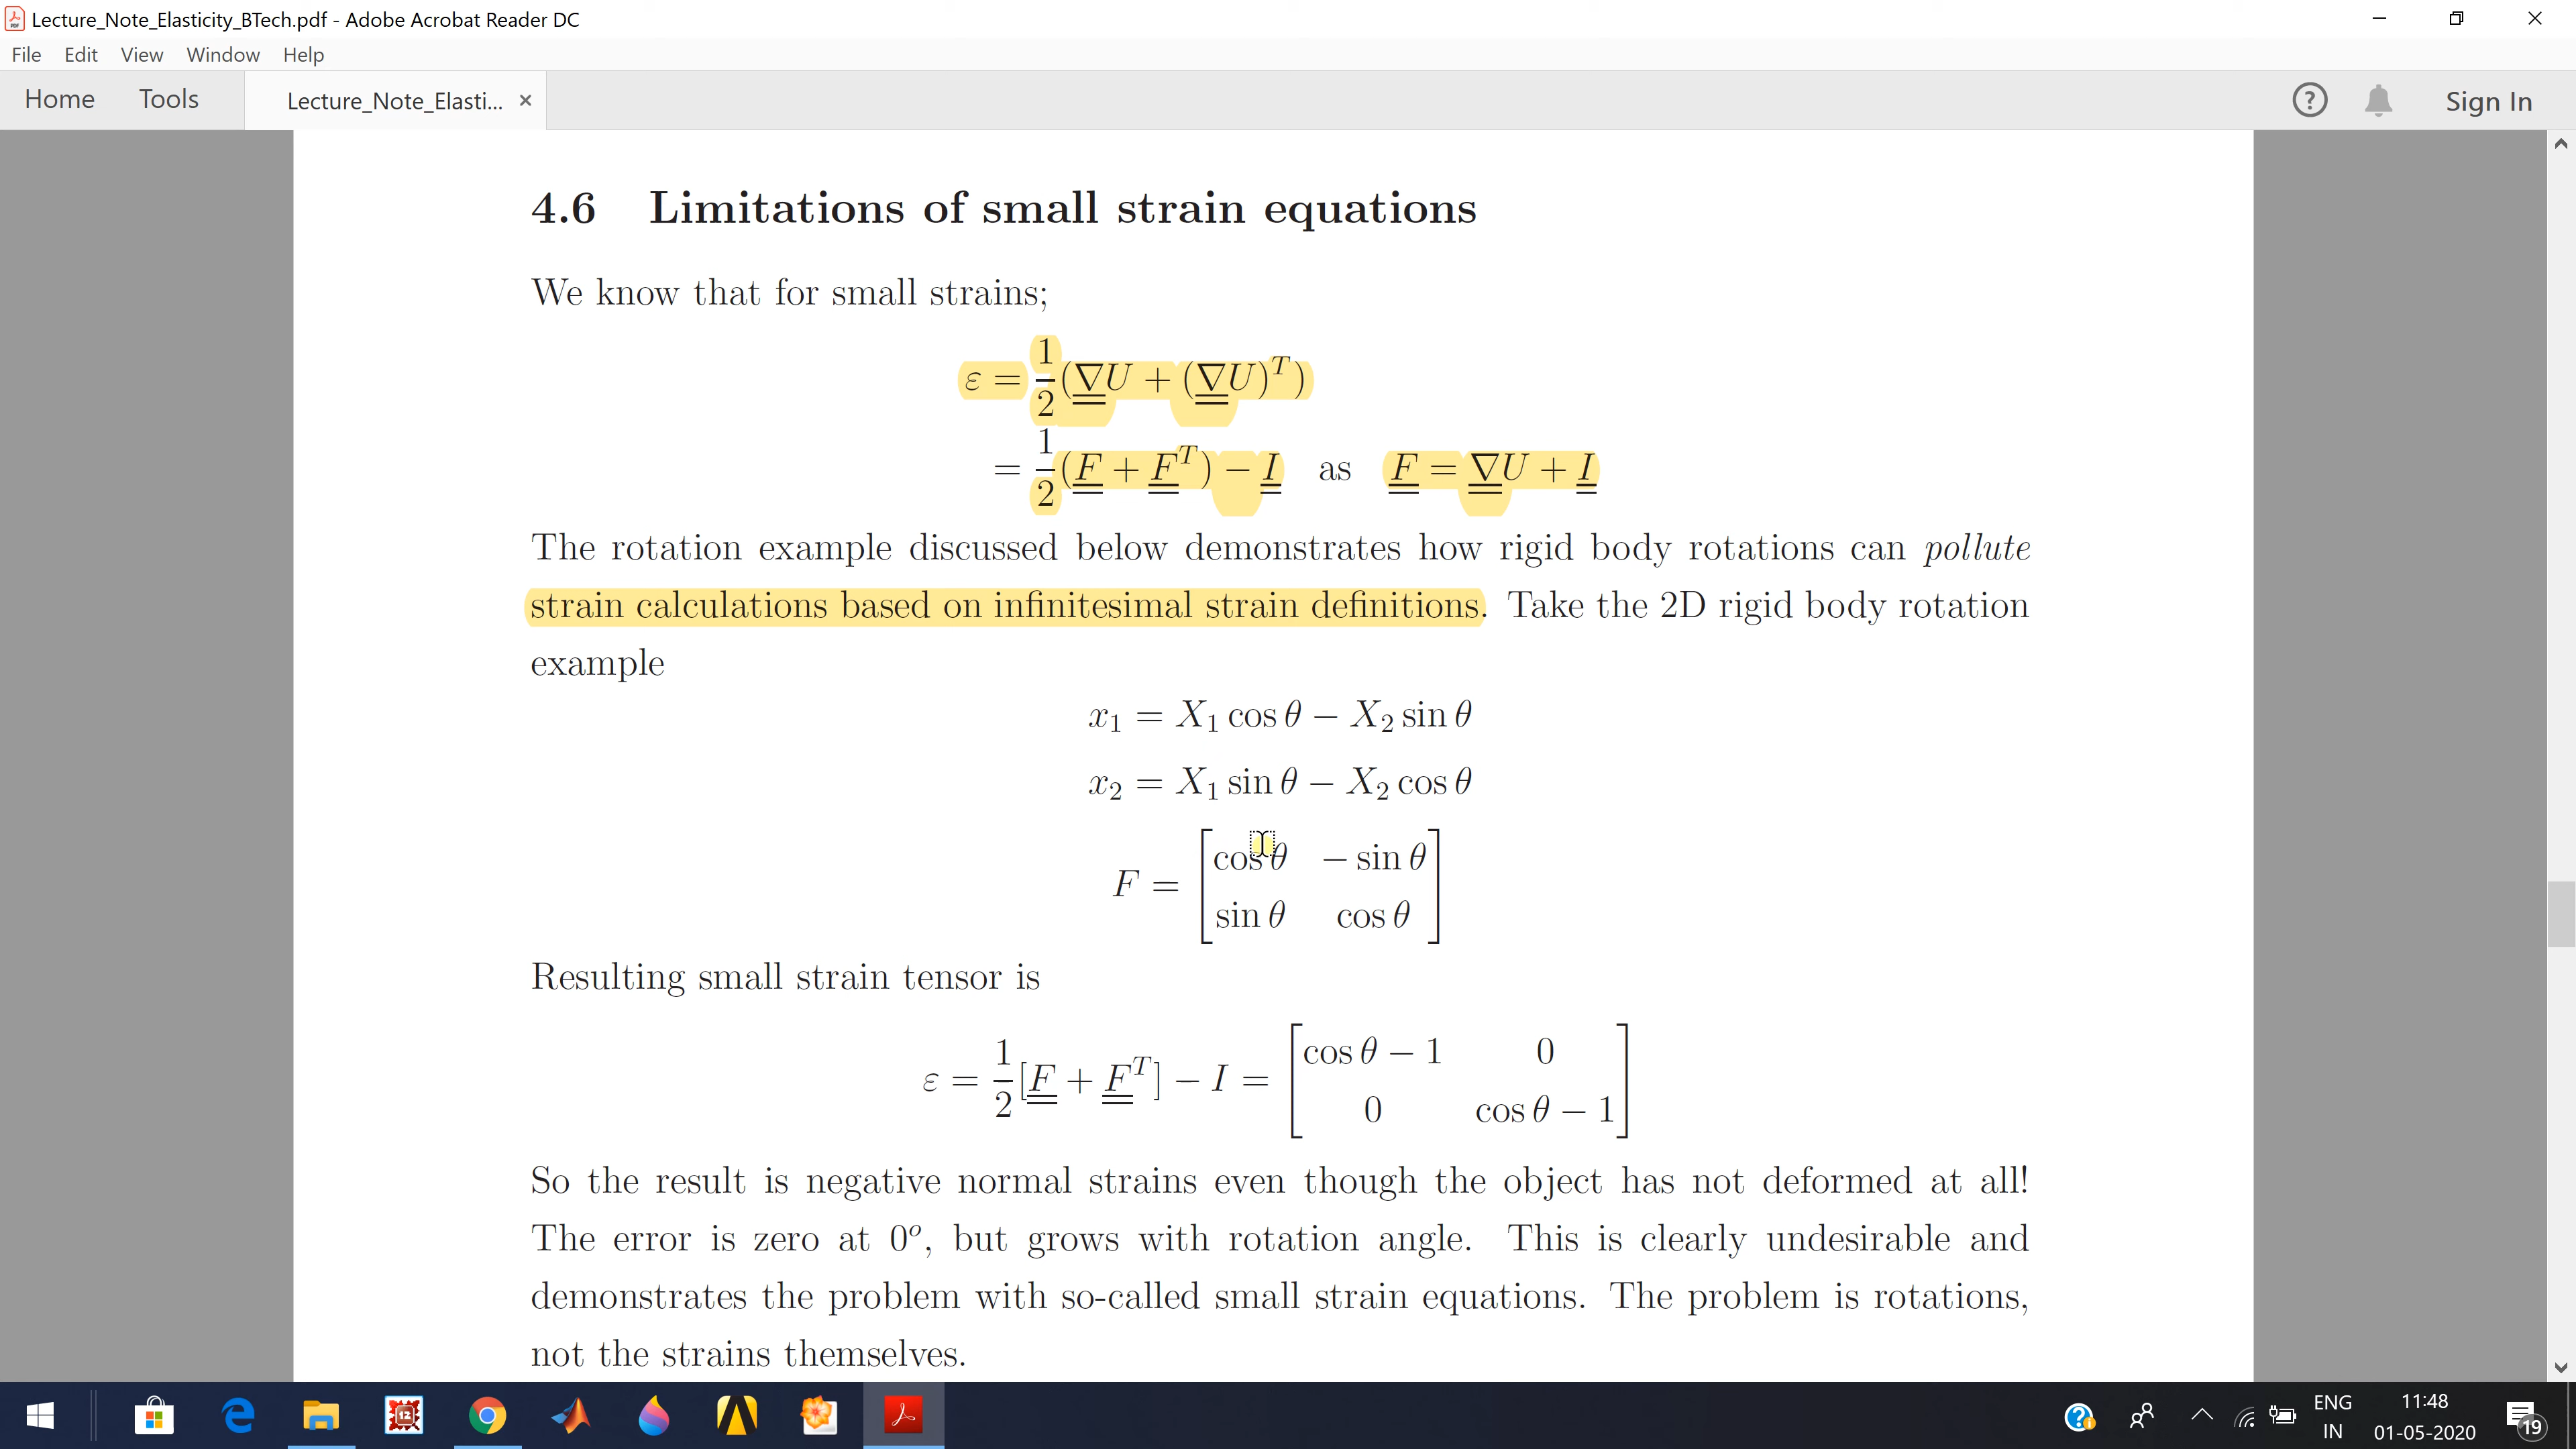 Lecture_Note_Elasticity_BTech.pdf - Adobe Acrobat Reader DC
File Edit View Window Help
Home Tools Lecture_Note_Elasti... × Sign In
4.6 Limitations of small strain equations
We know that for small strains;
ε = 1/2(∇U + (∇U)^T)
= 1/2(F + F^T) − I as F = ∇U + I
The rotation example discussed below demonstrates how rigid body rotations can pollute
strain calculations based on infinitesimal strain definitions. Take the 2D rigid body rotation
example
x₁ = X₁ cos θ − X₂ sin θ
x₂ = X₁ sin θ − X₂ cos θ
F = [cos θ − sin θ
sin θ cos θ]
Resulting small strain tensor is
ε = 1/2[F + F^T] − I = [cos θ − 1 0
0 cos θ − 1]
So the result is negative normal strains even though the object has not deformed at all!
The error is zero at 0°, but grows with rotation angle. This is clearly undesirable and
demonstrates the problem with so-called small strain equations. The problem is rotations,
not the strains themselves.
ENG
IN
11:48
01-05-2020
19